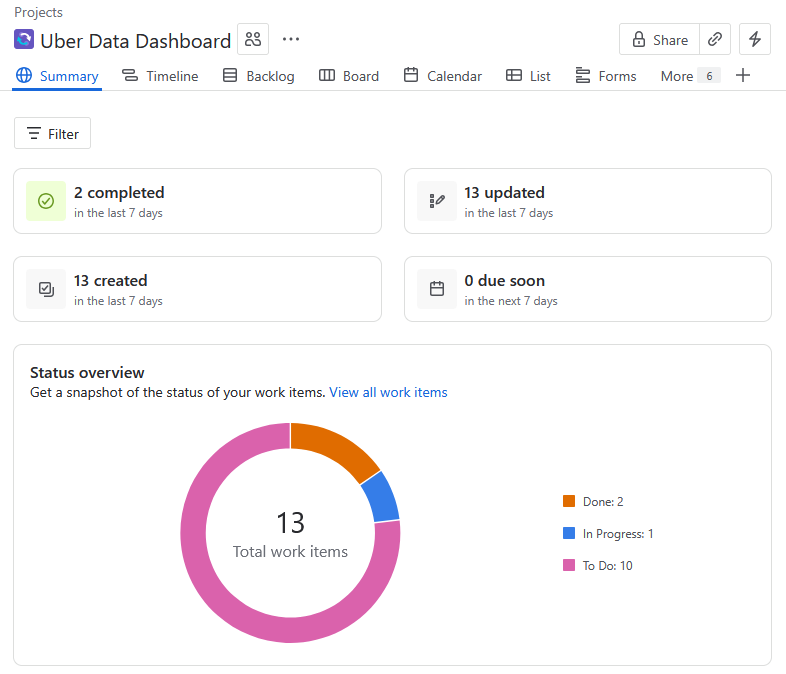 Projects
Uber Data Dashboard
Share
Summary Timeline Backlog Board Calendar List Forms More 6
Filter
2 completed
in the last 7 days
13 updated
in the last 7 days
13 created
in the last 7 days
0 due soon
in the next 7 days
Status overview
Get a snapshot of the status of your work items. View all work items
13
Total work items
Done: 2
In Progress: 1
To Do: 10